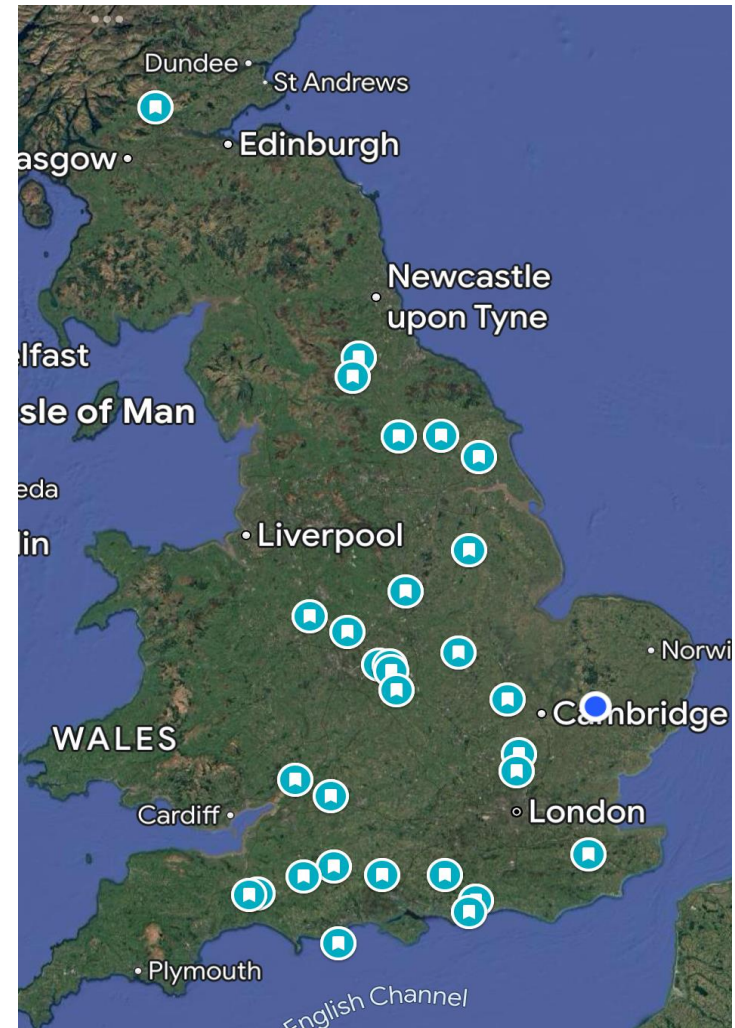 Dundee
St Andrews
Edinburgh
asgow
Newcastle
upon Tyne
elfast
sle of Man
eda
lin
Liverpool
Norwi
Cambridge
WALES
Cardiff
London
Plymouth
English Channel